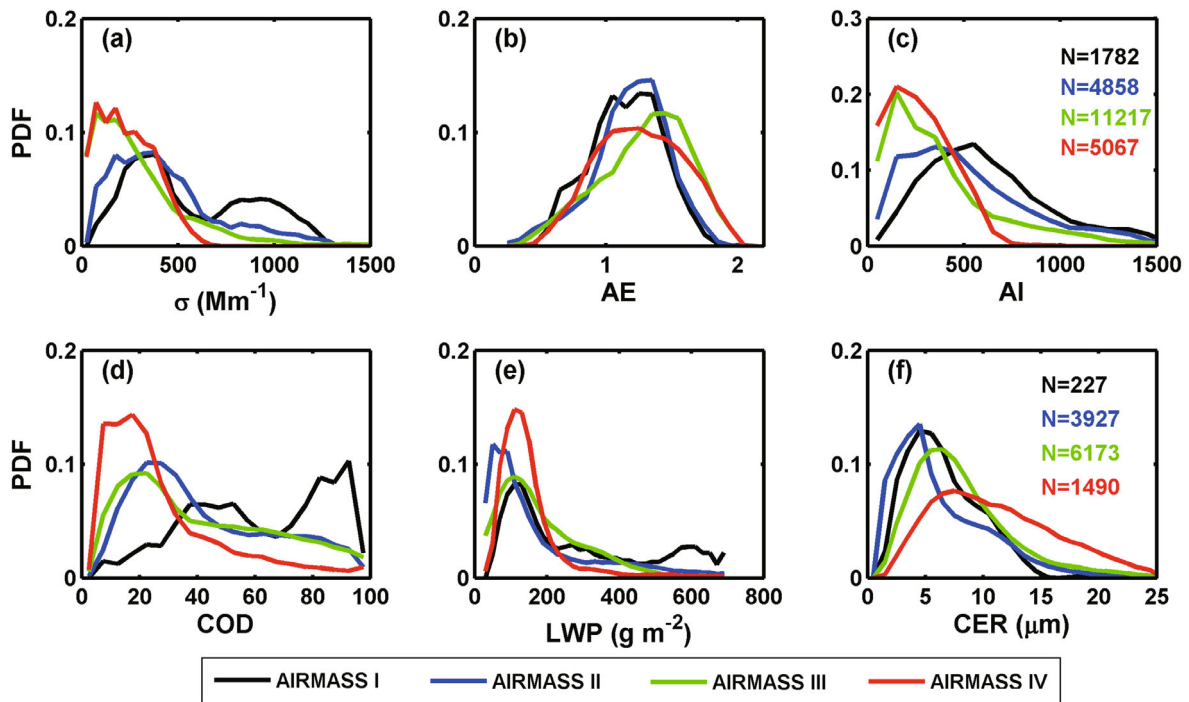 (a)
(b)
(c)
N=1782
N=4858
N=11217
N=5067
PDF
0.2
0.1
0
0 500 1000 1500
σ (Mm⁻¹)
0.2
0.1
0
1 2
AE
0.3
0.2
0.1
0
0 500 1000 1500
AI
(d)
(e)
(f)
N=227
N=3927
N=6173
N=1490
PDF
0.2
0.1
0
0 20 40 60 80 100
COD
0.2
0.1
0
0 200 400 600 800
LWP (g m⁻²)
0.2
0.1
0
0 5 10 15 20 25
CER (μm)
AIRMASS I AIRMASS II AIRMASS III AIRMASS IV